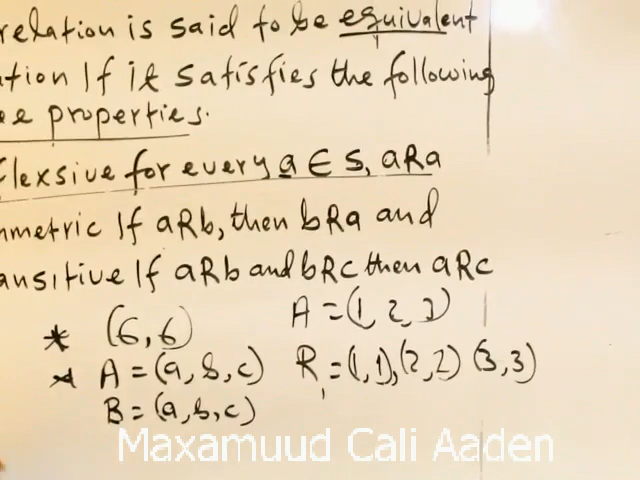 relation is said to be equivalent
ation If it satisfies the following
ee properties.
flexsive for every a ∈ S, aRa
mmetric If aRb, then bRa and
ansitive If aRb and bRc then aRc
* (6,6)
A = (1, 2, 3)
* A = (a, b, c)
R = (1,1), (2,2) (3,3)
B = (a, b, c)
Maxamuud Cali Aaden